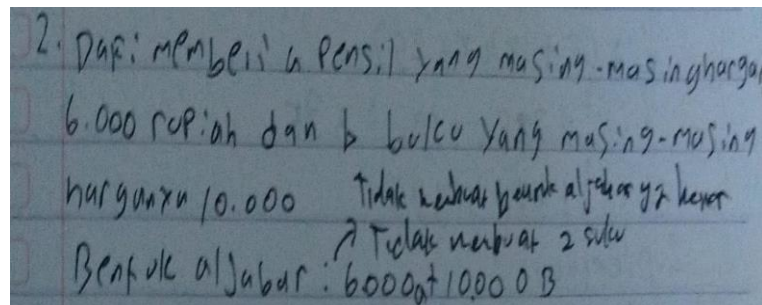 2. Dafi membeli a Pensil yang masing-masing harga
6.000 rupiah dan b buku yang masing-masing
harganya 10.000 Tidak membuat bentuk aljabar yg benar
Tidak membuat 2 suku
Bentuk aljabar : 6000a+10.000B